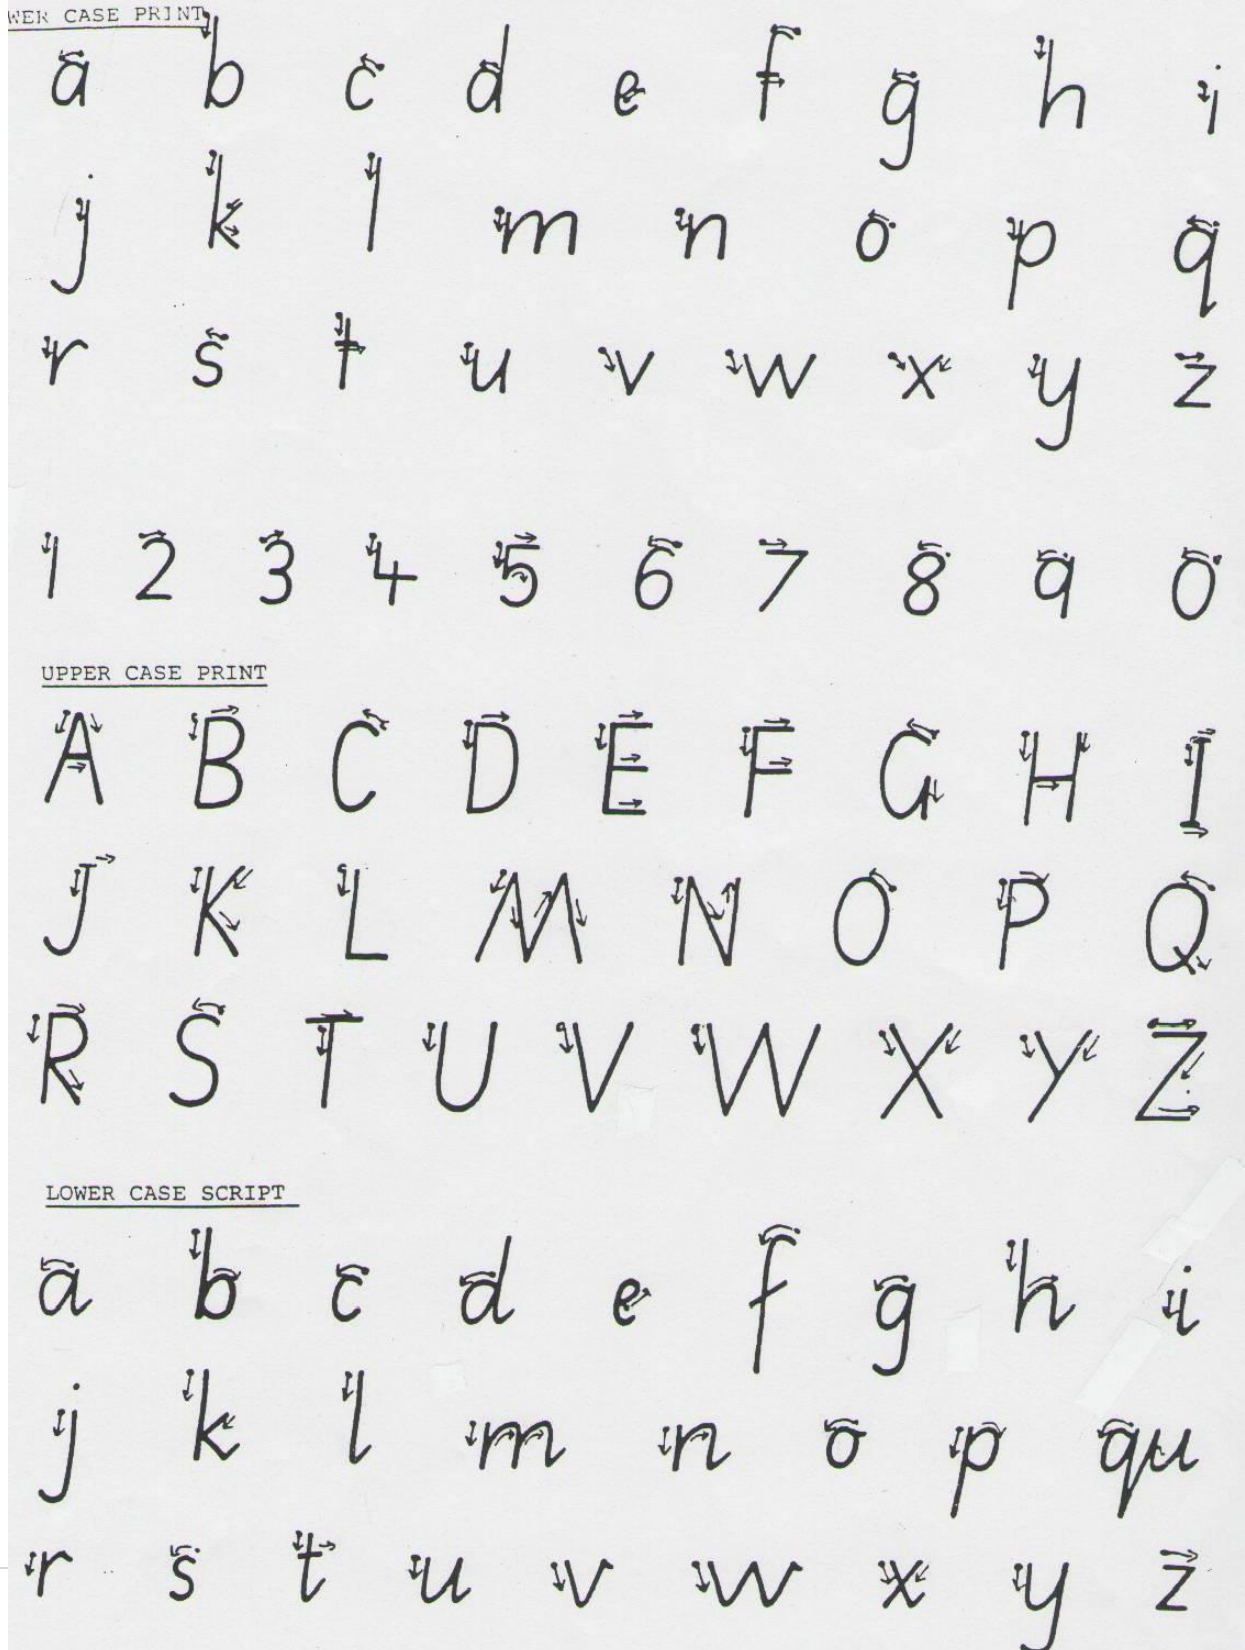 WER CASE PRINT
a b c d e f g h i
j k l m n o p q
r s t u v w x y z
1 2 3 4 5 6 7 8 9 0
UPPER CASE PRINT
A B C D E F G H I
J K L M N O P Q
R S T U V W X Y Z
LOWER CASE SCRIPT
a b c d e f g h i
j k l m n o p qu
r s t u v w x y z